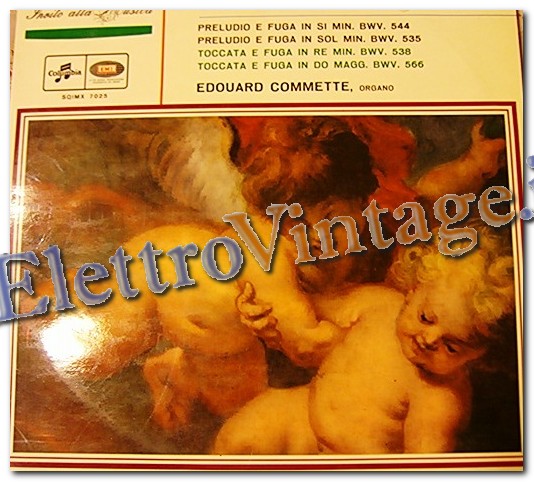 Invito alla Musica
PRELUDIO E FUGA IN SI MIN. BWV. 544
PRELUDIO E FUGA IN SOL MIN. BWV. 535
TOCCATA E FUGA IN RE MIN. BWV. 538
TOCCATA E FUGA IN DO MAGG. BWV. 566
Columbia
EMI
SQIMX 7025
EDOUARD COMMETTE, ORGANO
ElettroVintage.i